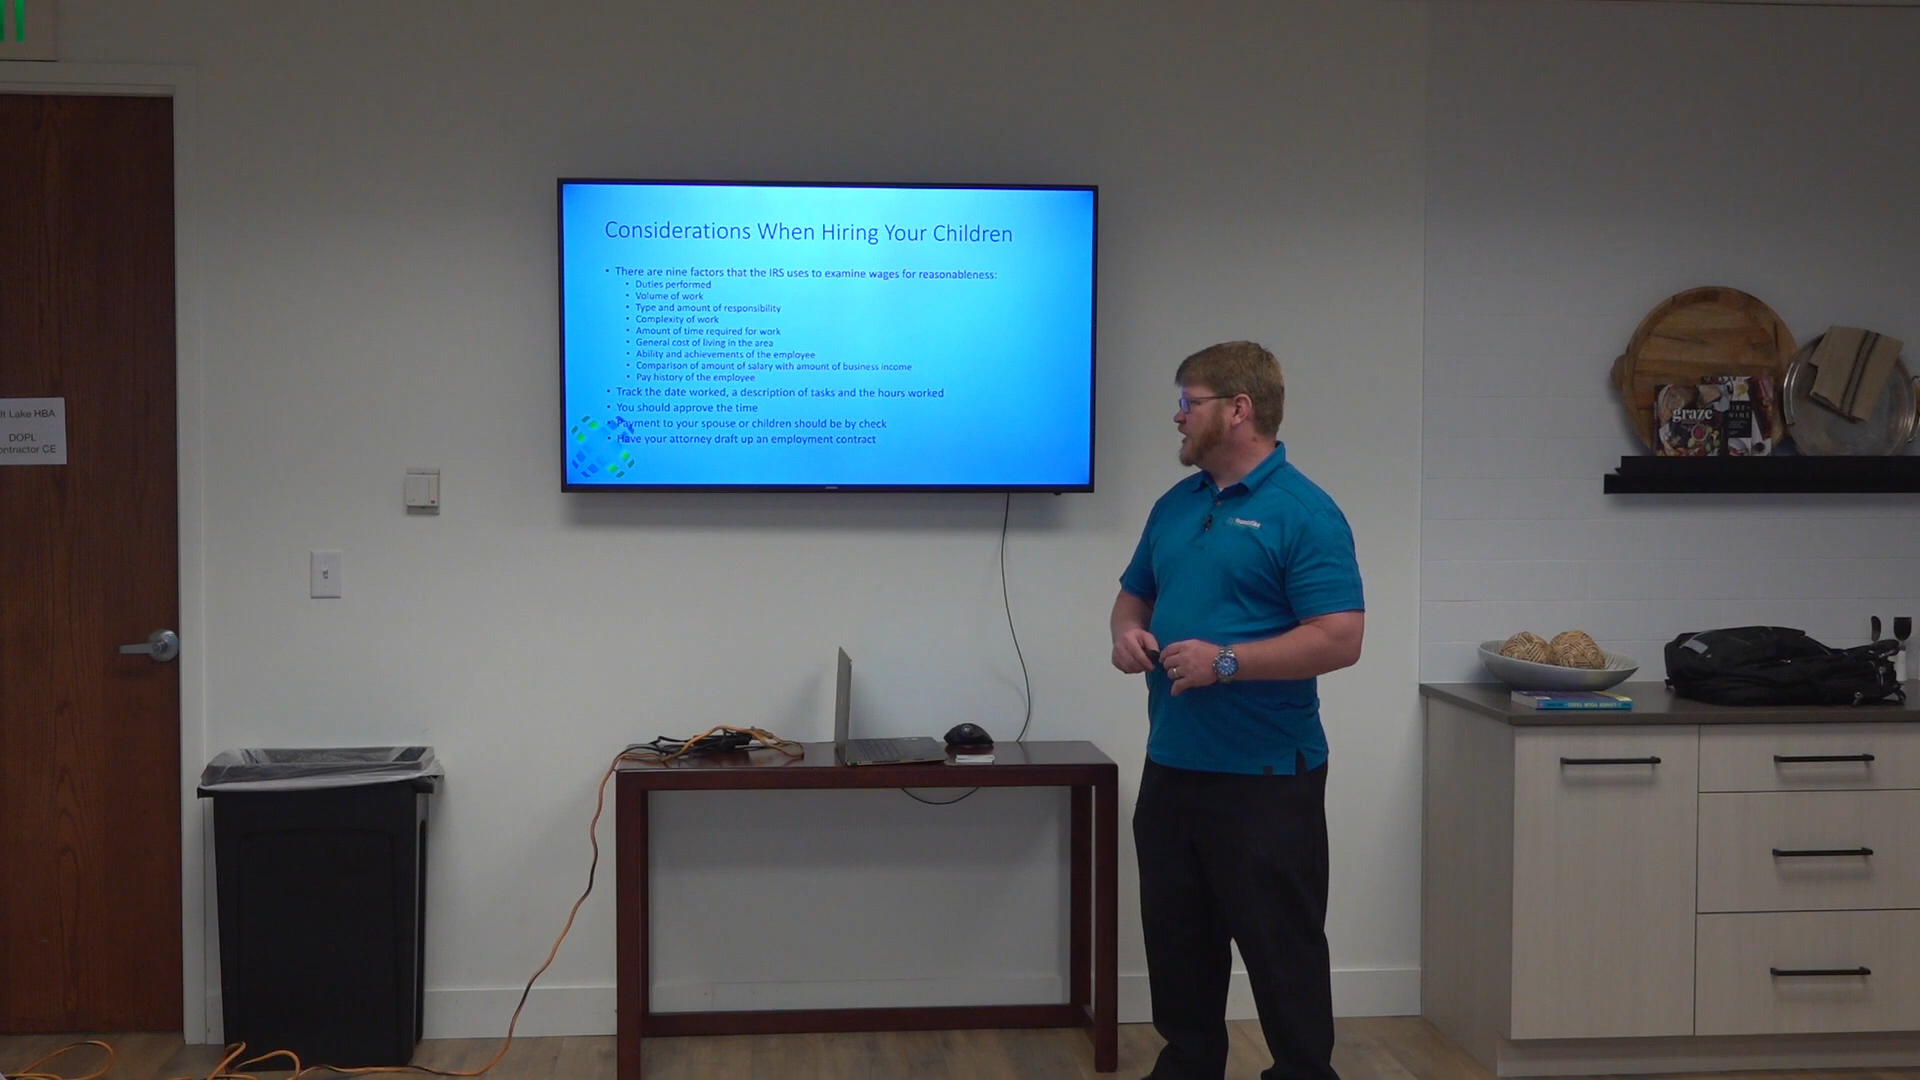 Considerations When Hiring Your Children
• There are nine factors that the IRS uses to examine wages for reasonableness:
• Duties performed
• Volume of work
• Type and amount of responsibility
• Complexity of work
• Amount of time required for work
• General cost of living in the area
• Ability and achievements of the employee
• Comparison of amount of salary with amount of business income
• Pay history of the employee
• Track the date worked, a description of tasks and the hours worked
• You should approve the time
• Payment to your spouse or children should be by check
• Have your attorney draft up an employment contract
lt Lake HBA
DOPL
ontractor CE
graze